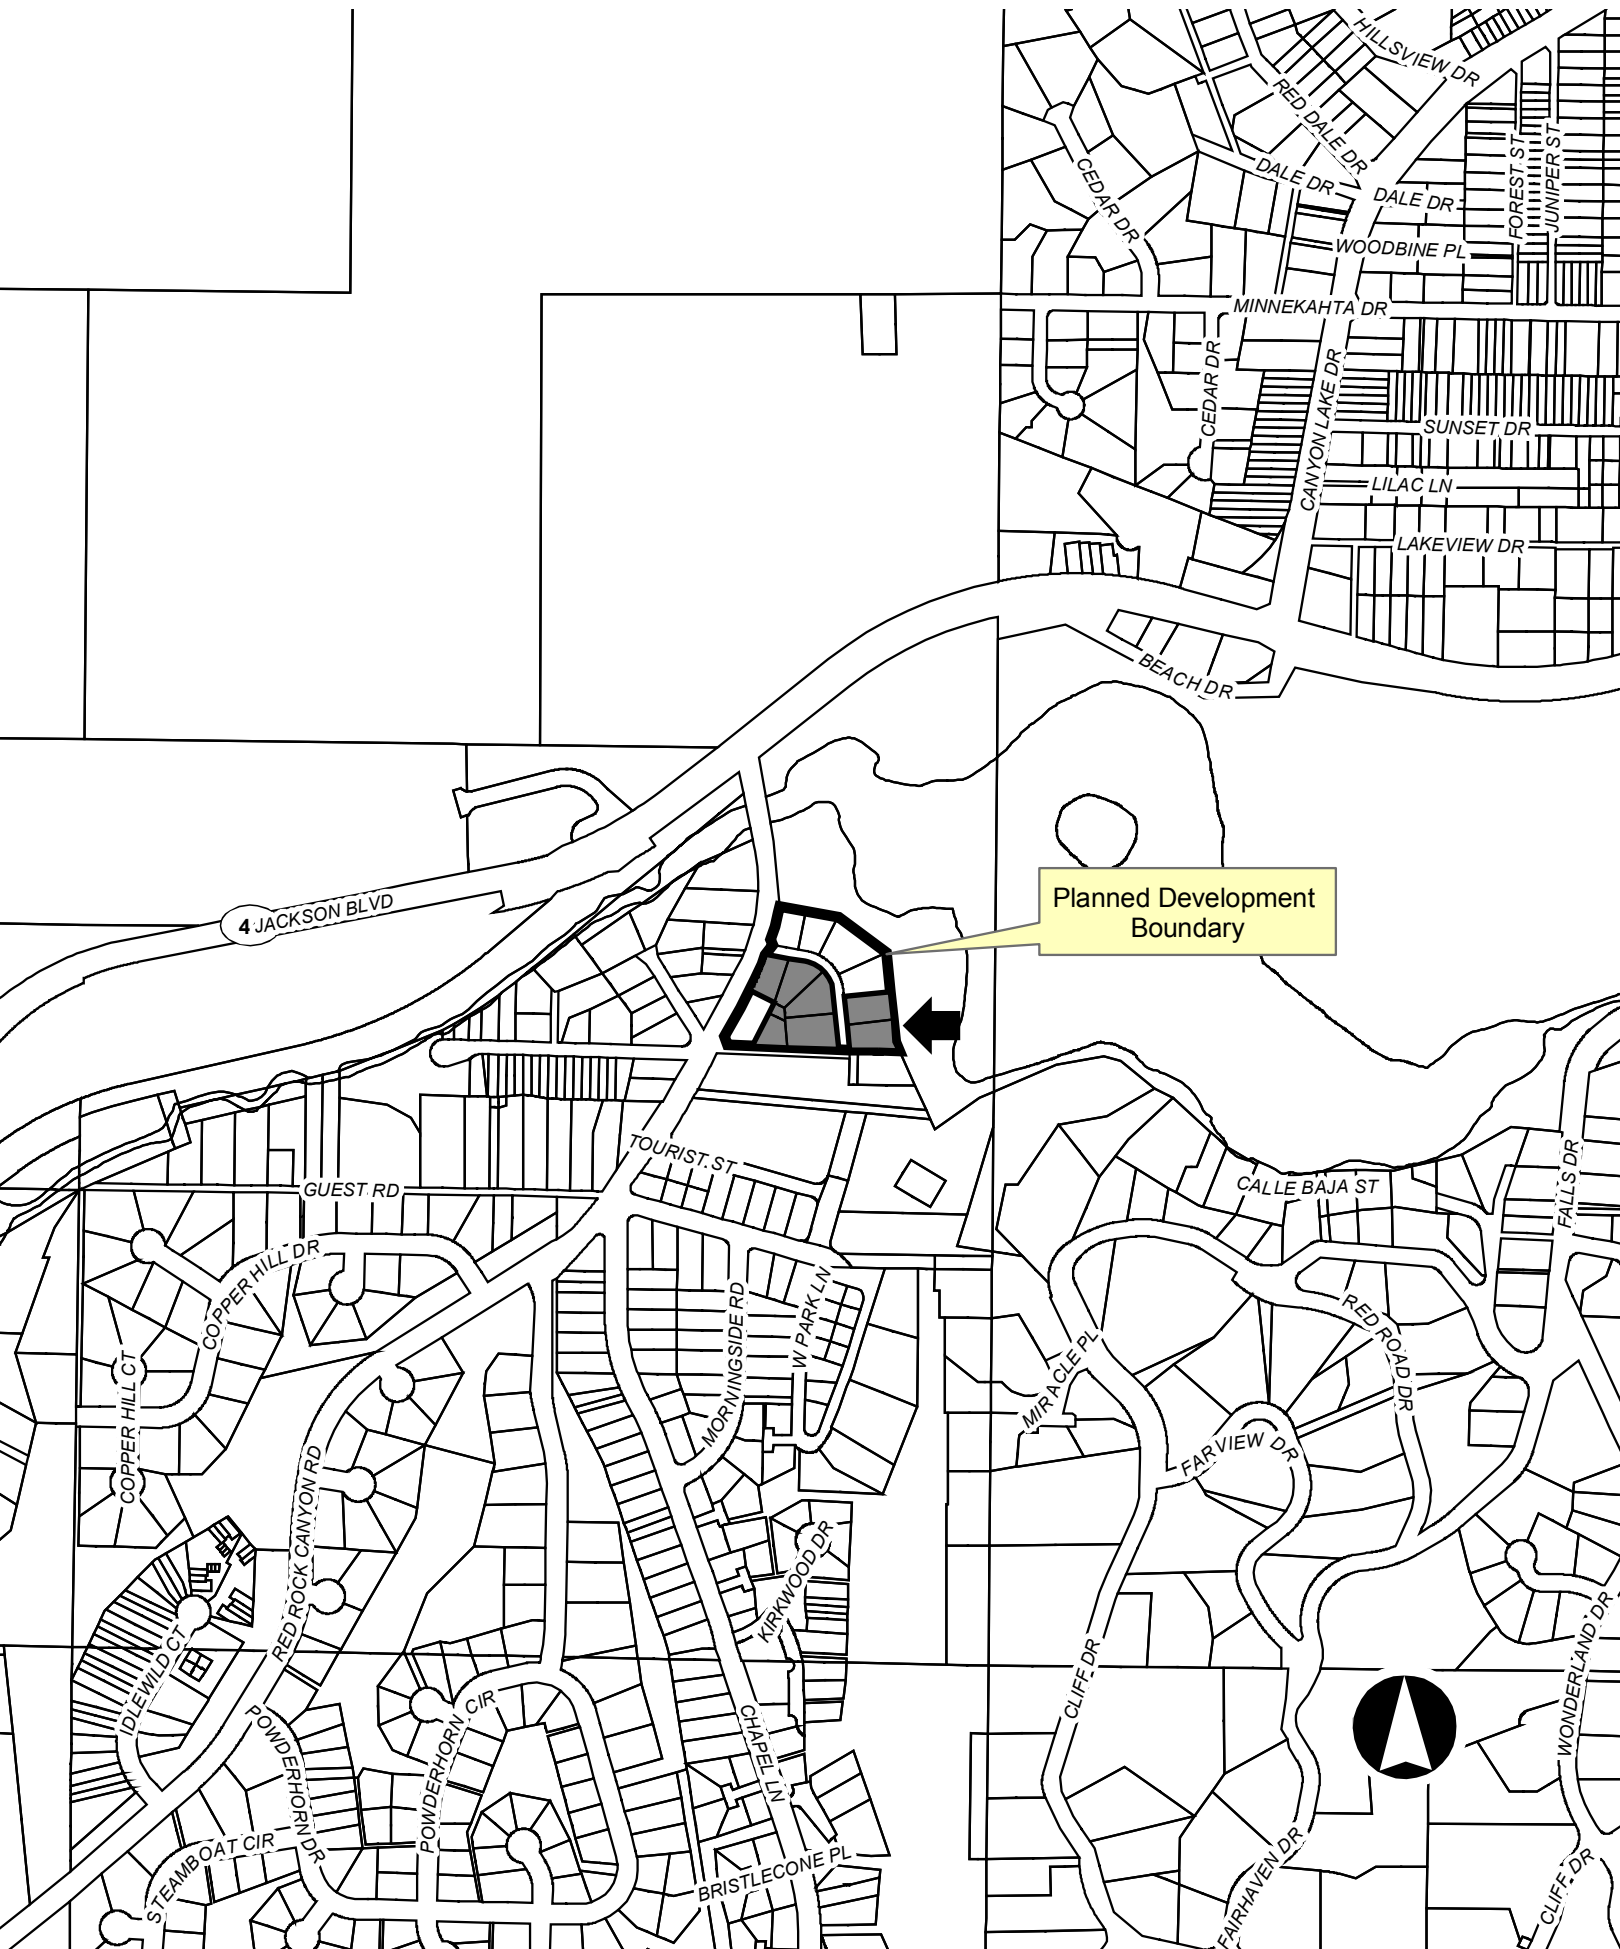 HILLSVIEW DR
RED DALE DR
CEDAR DR
DALE DR
DALE DR
FOREST ST
JUNIPER ST
WOODBINE PL
MINNEKAHTA DR
CEDAR DR
CANYON LAKE DR
SUNSET DR
LILAC LN
LAKEVIEW DR
BEACH DR
Planned Development
Boundary
4 JACKSON BLVD
TOURIST ST
GUEST RD
CALLE BAJA ST
FALLS DR
COPPER HILL DR
COPPER HILL CT
MORNINGSIDE RD
W PARK LN
MIRACLE PL
RED ROAD DR
FARVIEW DR
RED ROCK CANYON RD
KIRKWOOD DR
IDLEWILD CT
POWDERHORN DR
POWDERHORN CIR
CHAPEL LN
CLIFF DR
WONDERLAND DR
STEAMBOAT CIR
BRISTLECONE PL
FAIRHAVEN DR
CLIFF DR